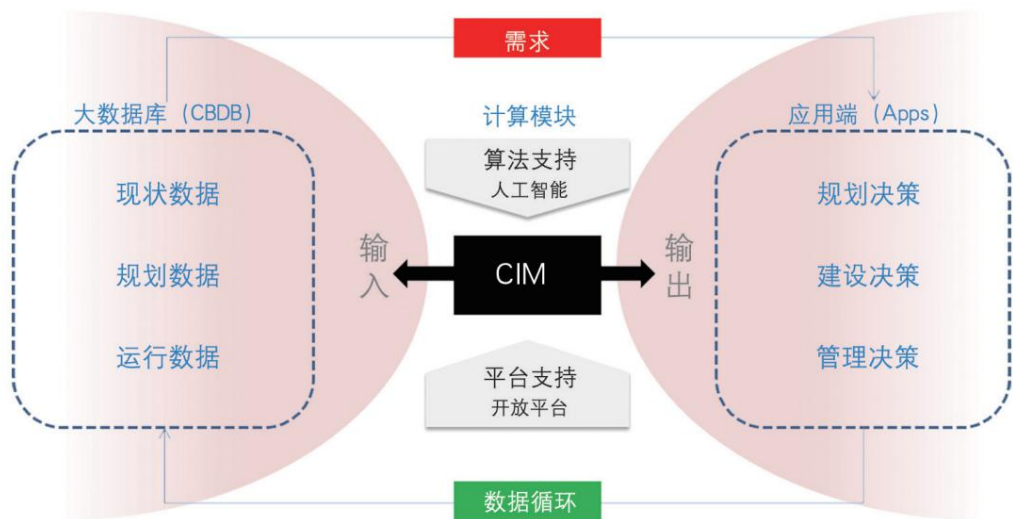 需求
大数据库（CBDB）
计算模块
应用端（Apps）
算法支持
人工智能
现状数据
规划数据
运行数据
输入
CIM
输出
规划决策
建设决策
管理决策
平台支持
开放平台
数据循环